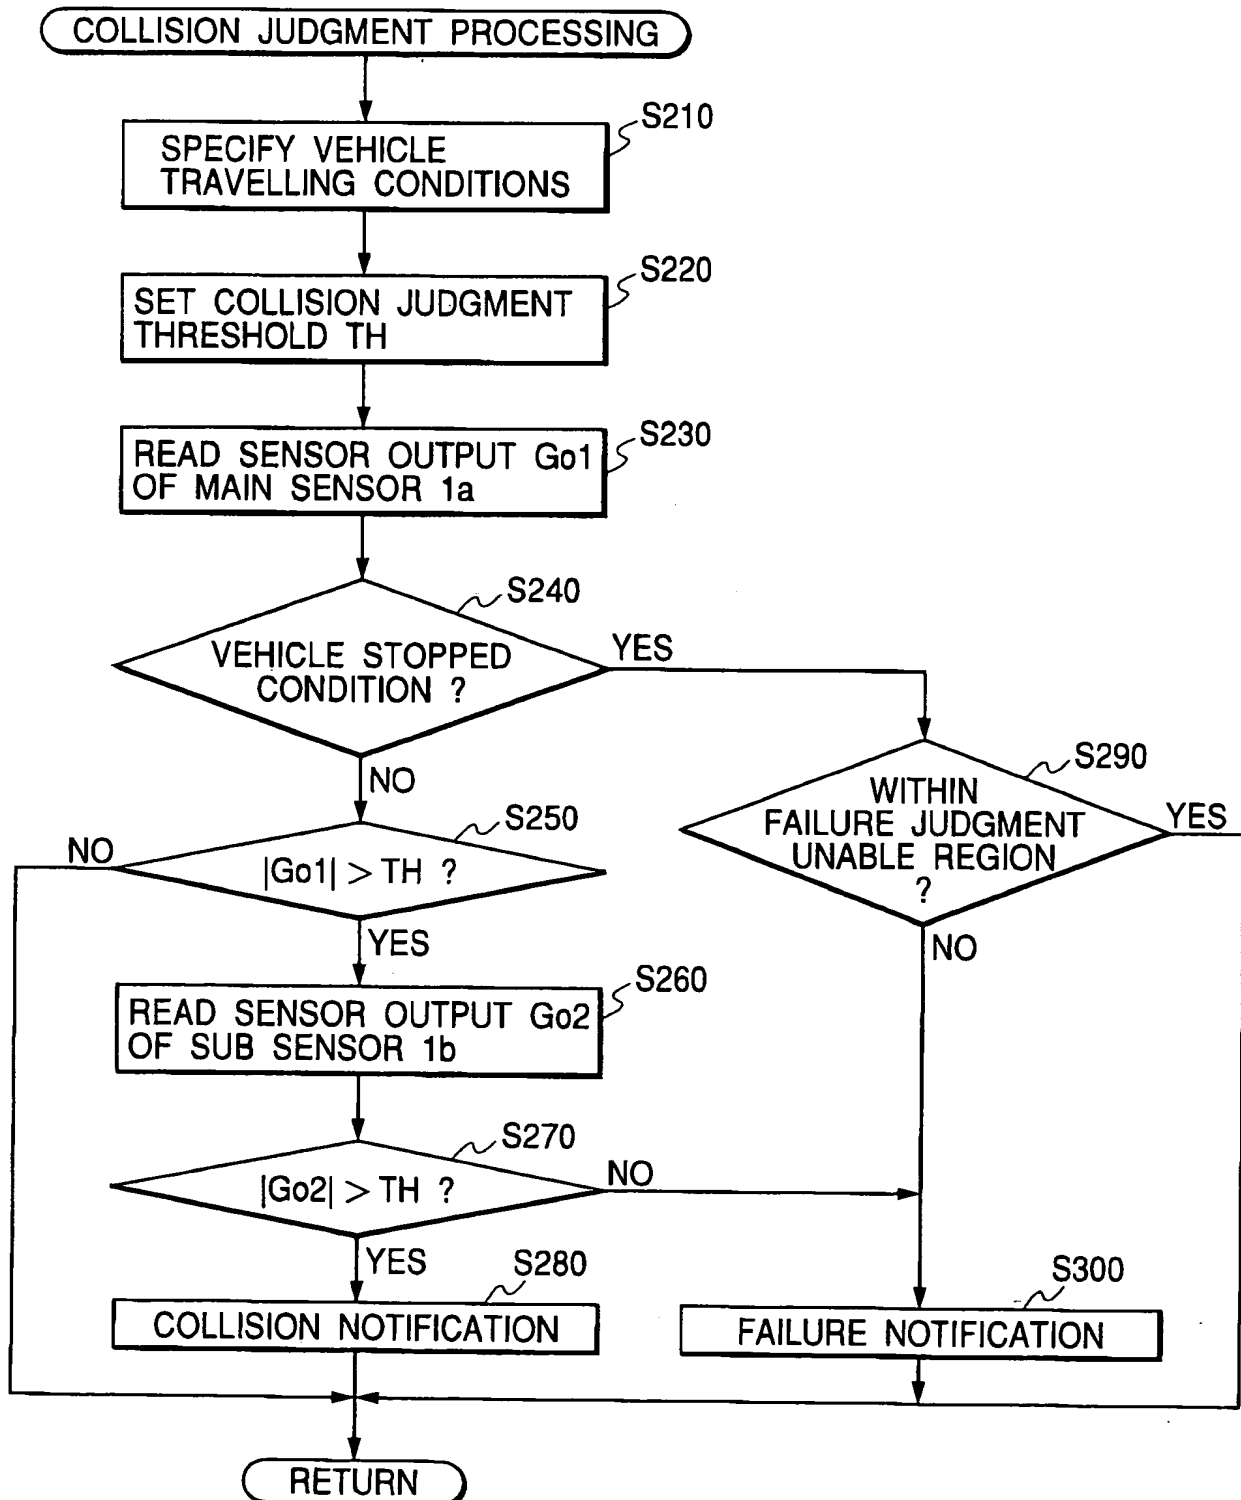 COLLISION JUDGMENT PROCESSING
S210
SPECIFY VEHICLE
TRAVELLING CONDITIONS
S220
SET COLLISION JUDGMENT
THRESHOLD TH
S230
READ SENSOR OUTPUT Go1
OF MAIN SENSOR 1a
S240
VEHICLE STOPPED
CONDITION ?
YES
NO
S290
WITHIN
FAILURE JUDGMENT
UNABLE REGION
?
YES
NO
S250
|Go1| > TH ?
NO
YES
S260
READ SENSOR OUTPUT Go2
OF SUB SENSOR 1b
S270
|Go2| > TH ?
NO
YES
S280
COLLISION NOTIFICATION
S300
FAILURE NOTIFICATION
RETURN